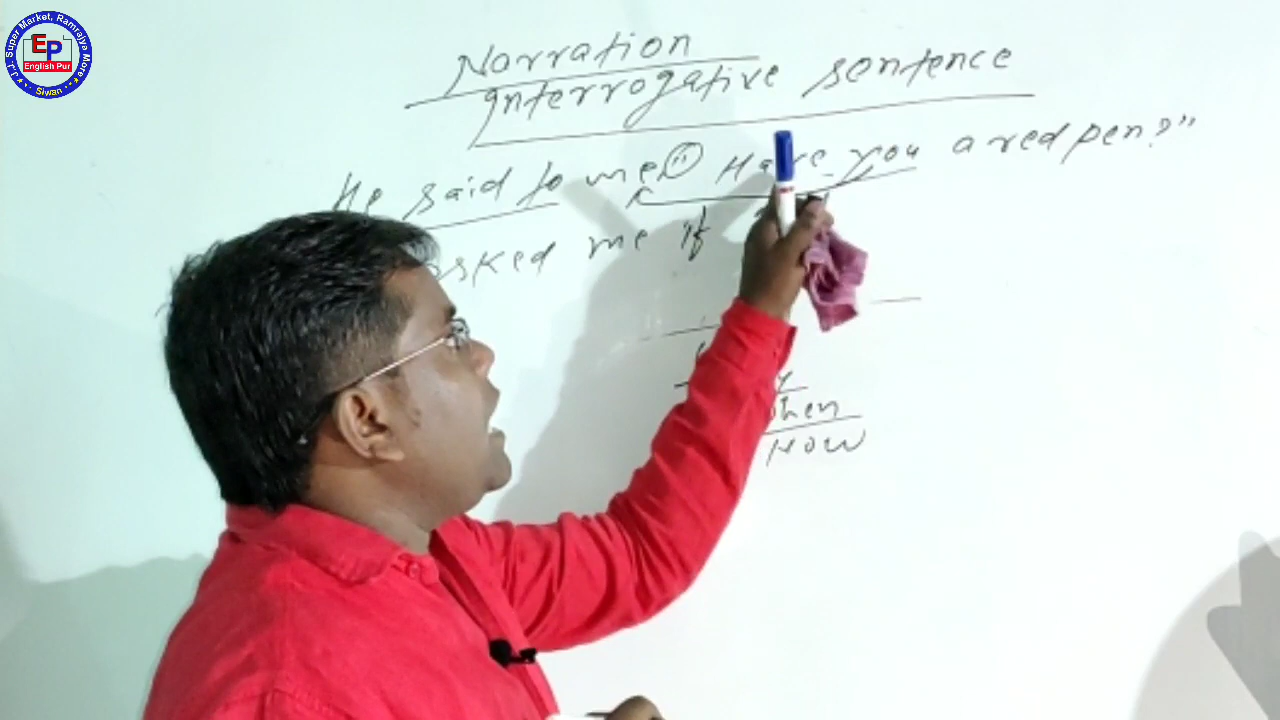 J.J. Super Market, Ramrajya More
EP
English Pur
Siwan
Narration
Interrogative sentence
He said to me " Have you a red pen?"
asked me if
When
How